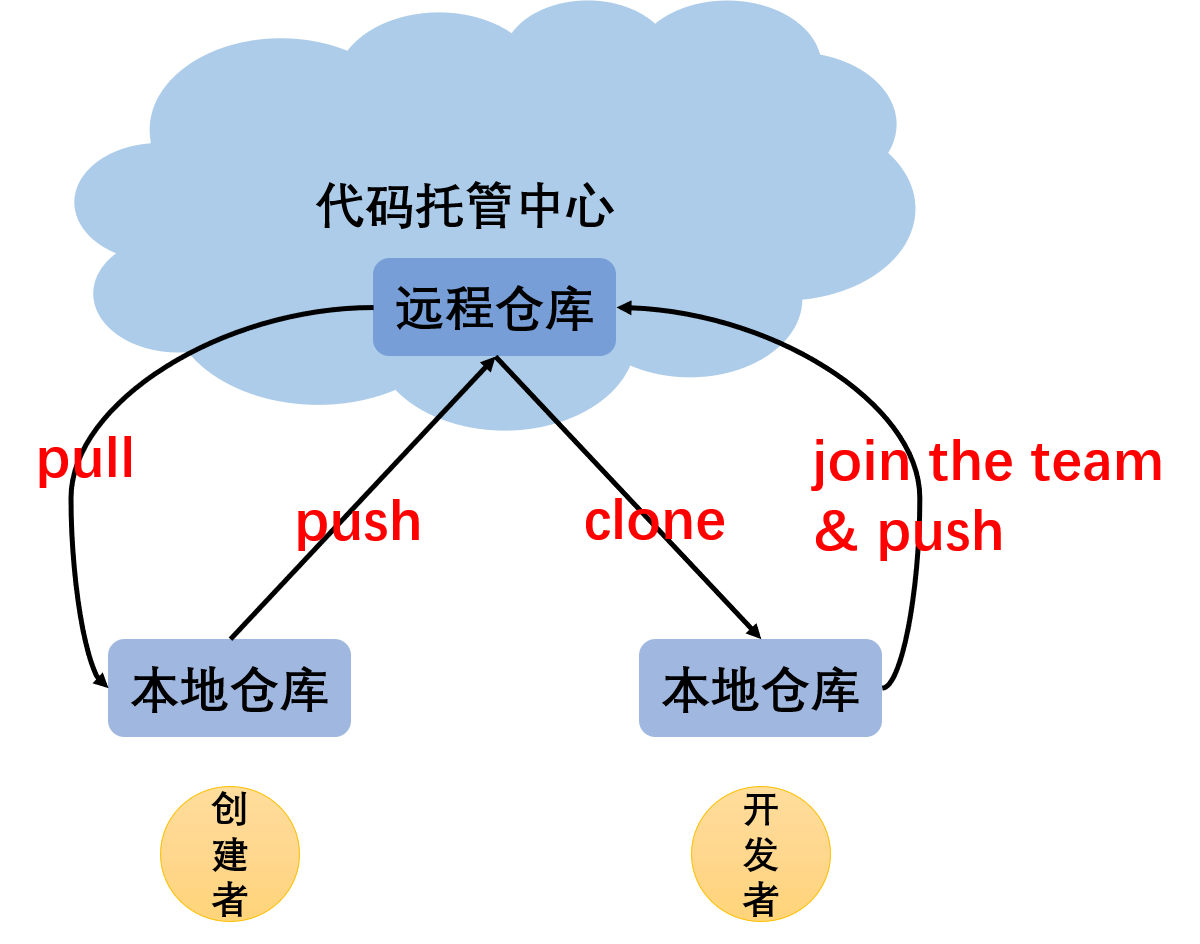 代码托管中心
远程仓库
pull
push
clone
join the team
& push
本地仓库
本地仓库
创
建
者
开
发
者